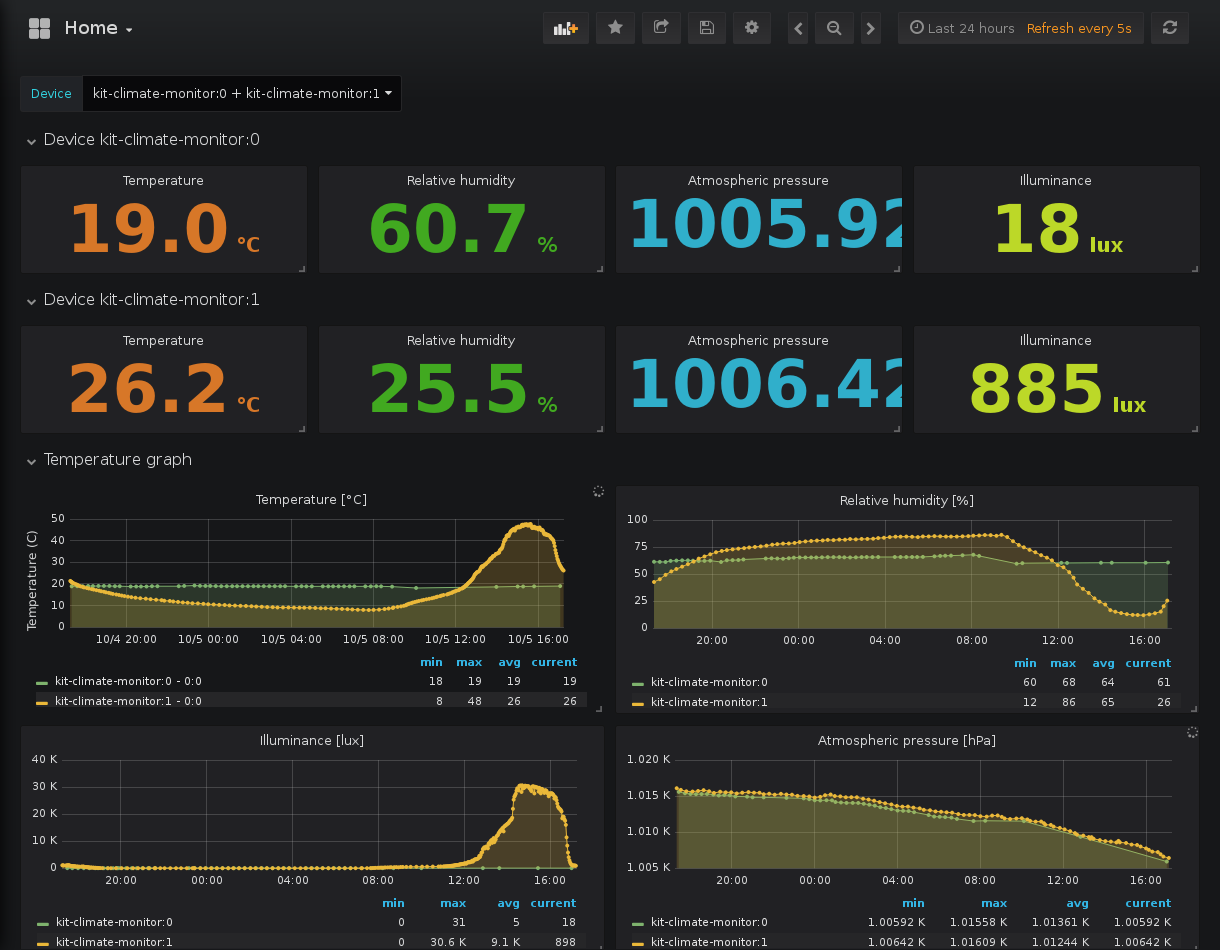 Home
Last 24 hours Refresh every 5s
Device kit-climate-monitor:0 + kit-climate-monitor:1
Device kit-climate-monitor:0
Temperature Relative humidity Atmospheric pressure Illuminance
19.0 °C 60.7 % 1005.92 18 lux
Device kit-climate-monitor:1
Temperature Relative humidity Atmospheric pressure Illuminance
26.2 °C 25.5 % 1006.42 885 lux
Temperature graph
Temperature [°C]
Temperature (C)
50
40
30
20
10
0
10/4 20:00 10/5 00:00 10/5 04:00 10/5 08:00 10/5 12:00 10/5 16:00
min max avg current
kit-climate-monitor:0 - 0:0 18 19 19 19
kit-climate-monitor:1 - 0:0 8 48 26 26
Relative humidity [%]
100
75
50
25
0
20:00 00:00 04:00 08:00 12:00 16:00
min max avg current
kit-climate-monitor:0 60 68 64 61
kit-climate-monitor:1 12 86 65 26
Illuminance [lux]
40 K
30 K
20 K
10 K
0
20:00 00:00 04:00 08:00 12:00 16:00
min max avg current
kit-climate-monitor:0 0 31 5 18
kit-climate-monitor:1 0 30.6 K 9.1 K 898
Atmospheric pressure [hPa]
1.020 K
1.015 K
1.010 K
1.005 K
20:00 00:00 04:00 08:00 12:00 16:00
min max avg current
kit-climate-monitor:0 1.00592 K 1.01558 K 1.01361 K 1.00592 K
kit-climate-monitor:1 1.00642 K 1.01609 K 1.01244 K 1.00642 K